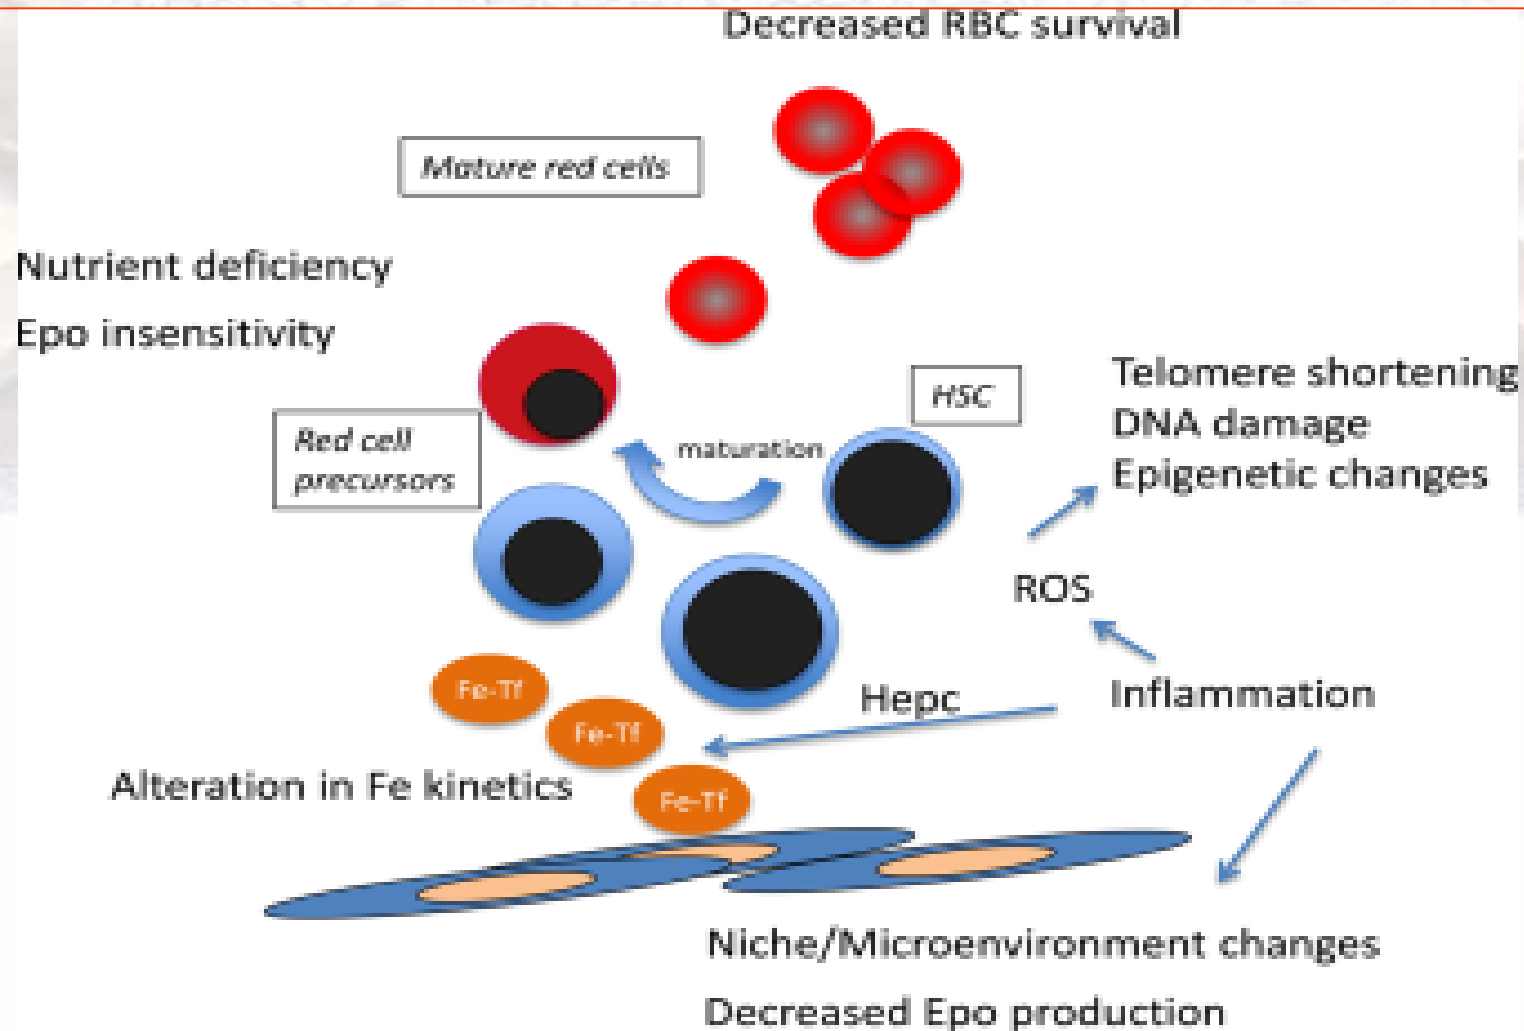 Decreased RBC survival
Mature red cells
Nutrient deficiency
Epo insensitivity
Telomere shortening
DNA damage
Epigenetic changes
HSC
Red cell
precursors
maturation
ROS
Fe-Tf
Hepc
Inflammation
Fe-Tf
Alteration in Fe kinetics
Fe-Tf
Niche/Microenvironment changes
Decreased Epo production